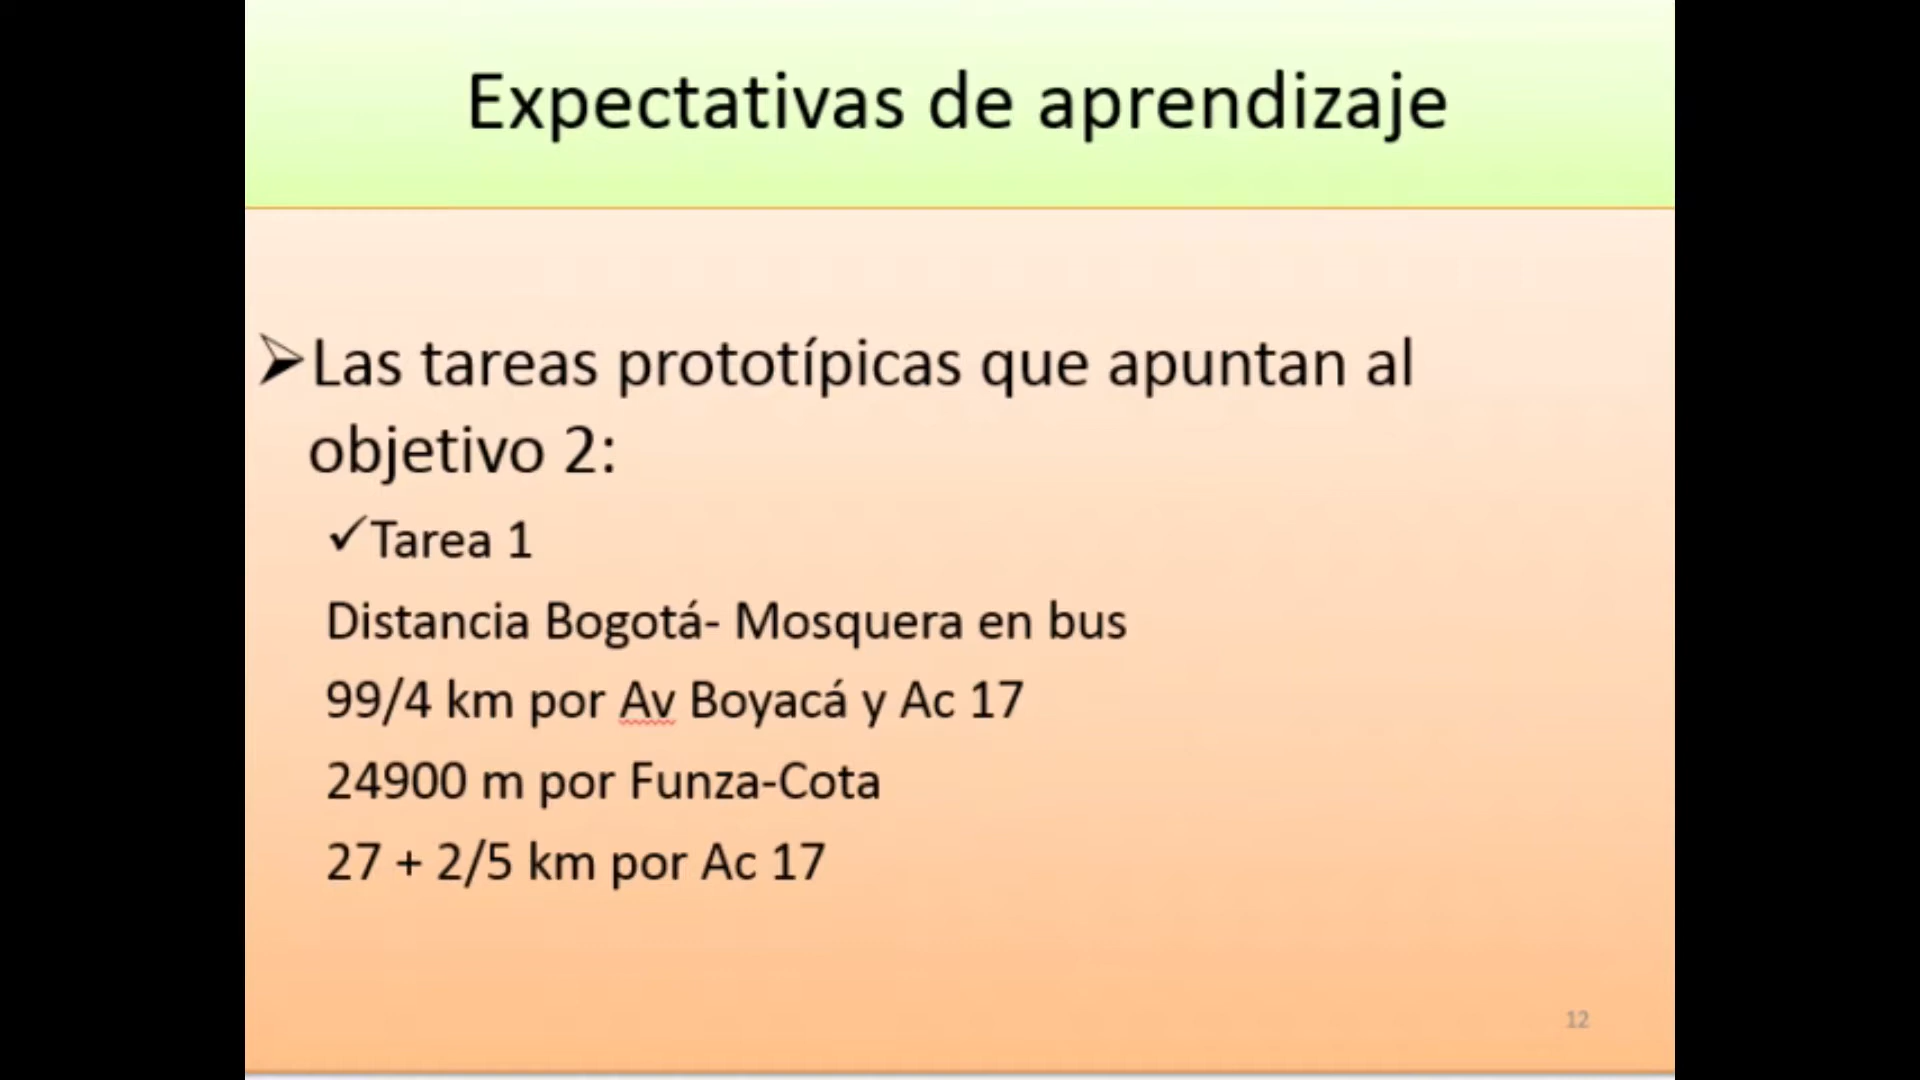 Expectativas de aprendizaje
Las tareas prototípicas que apuntan al
objetivo 2:
Tarea 1
Distancia Bogotá- Mosquera en bus
99/4 km por Av Boyacá y Ac 17
24900 m por Funza-Cota
27 + 2/5 km por Ac 17
12